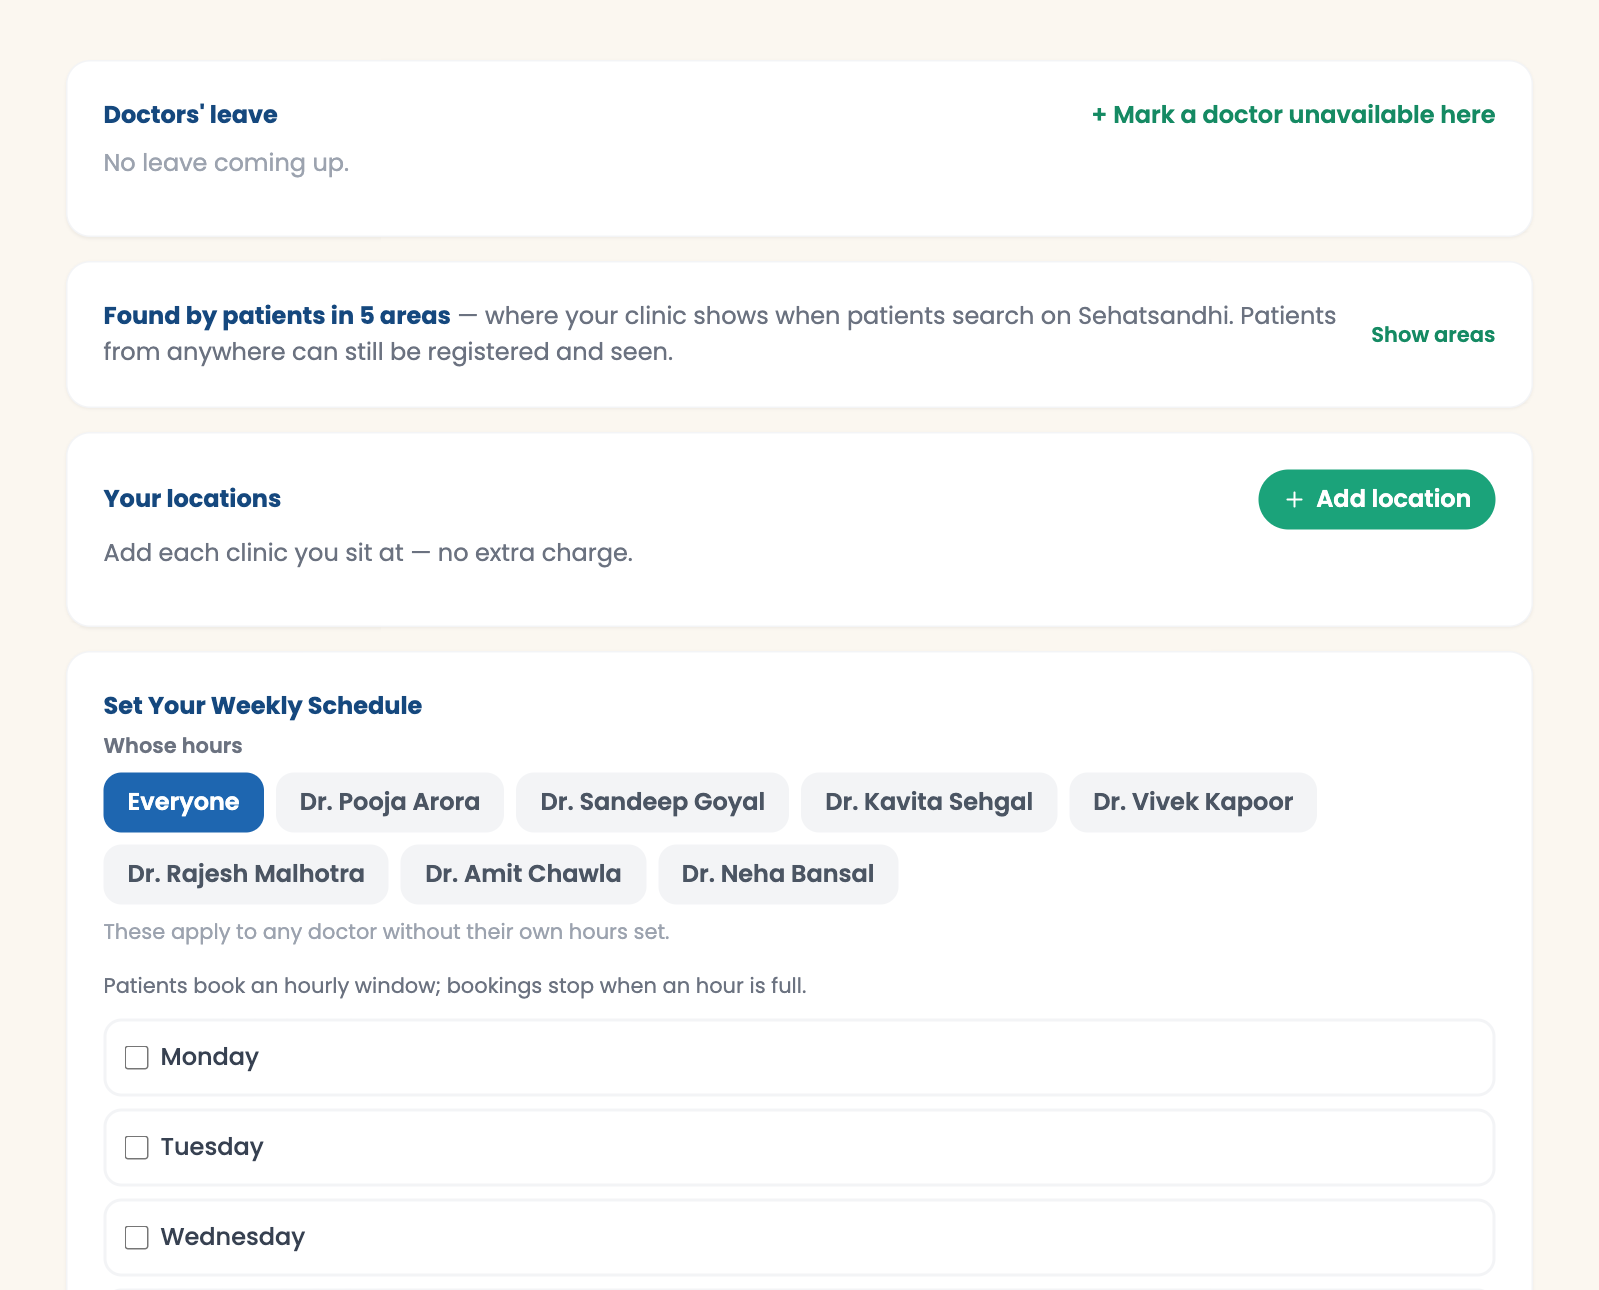 Doctors' leave
+ Mark a doctor unavailable here
No leave coming up.
Found by patients in 5 areas — where your clinic shows when patients search on Sehatsandhi. Patients
from anywhere can still be registered and seen.
Show areas
Your locations
+ Add location
Add each clinic you sit at — no extra charge.
Set Your Weekly Schedule
Whose hours
Everyone
Dr. Pooja Arora
Dr. Sandeep Goyal
Dr. Kavita Sehgal
Dr. Vivek Kapoor
Dr. Rajesh Malhotra
Dr. Amit Chawla
Dr. Neha Bansal
These apply to any doctor without their own hours set.
Patients book an hourly window; bookings stop when an hour is full.
Monday
Tuesday
Wednesday